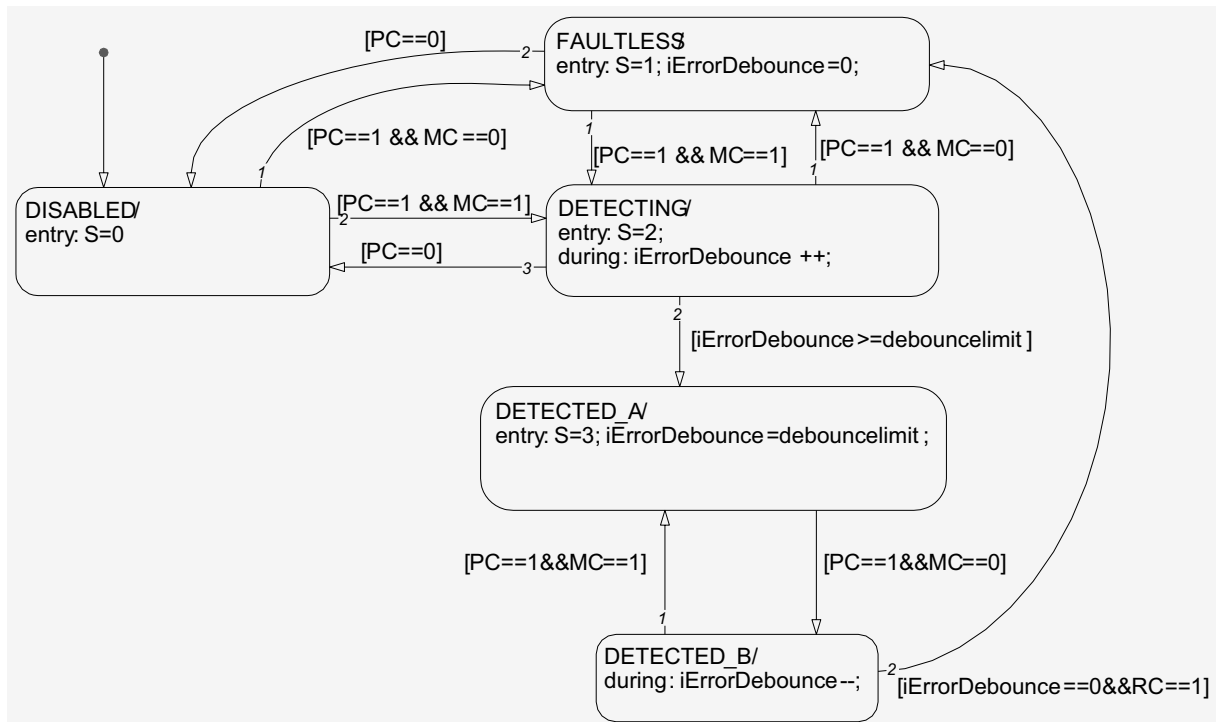 [PC==0]
2
FAULTLESS/
entry: S=1; iErrorDebounce=0;
[PC==1 && MC==0]
1
1
[PC==1 && MC==1]
[PC==1 && MC==0]
1
DISABLED/
entry: S=0
2
[PC==1 && MC==1]
[PC==0]
3
DETECTING/
entry: S=2;
during: iErrorDebounce ++;
2
[iErrorDebounce>=debouncelimit ]
DETECTED_A/
entry: S=3; iErrorDebounce=debouncelimit ;
[PC==1&&MC==1]
[PC==1&&MC==0]
1
DETECTED_B/
during: iErrorDebounce--;
2
[iErrorDebounce==0&&RC==1]